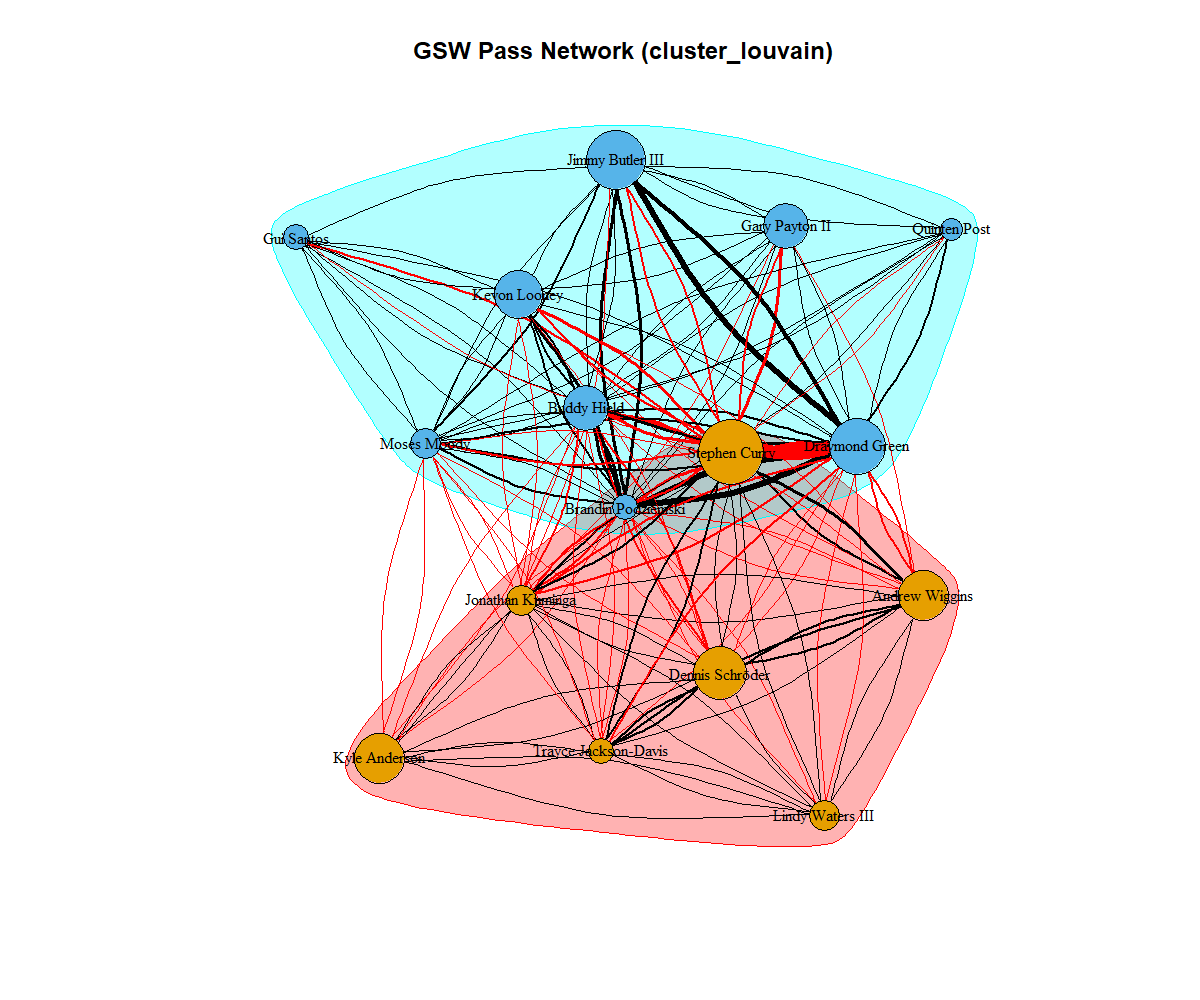 GSW Pass Network (cluster_louvain)
Jimmy Butler III
Gary Payton II
Quinten Post
Gui Santos
Kevon Looney
Buddy Hield
Moses Moody
Stephen Curry
Draymond Green
Brandin Podziemski
Jonathan Kuminga
Andrew Wiggins
Dennis Schröder
Trayce Jackson-Davis
Kyle Anderson
Lindy Waters III